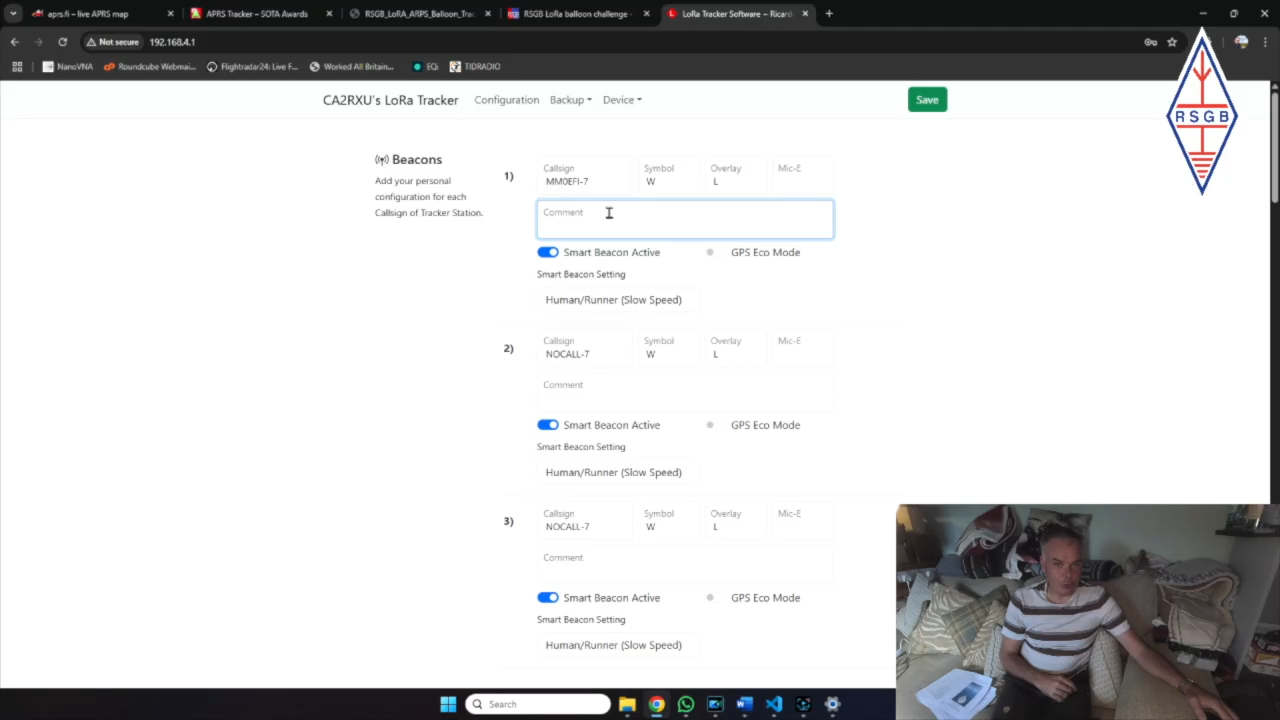 aprs.fi – live APRS map
APRS Tracker – SOTA Awards
RSGB_LoRA_ARPS_Balloon_Trac
RSGB LoRa balloon challenge -
LoRa Tracker Software – Ricard
Not secure
192.168.4.1
NanoVNA
Roundcube Webmai...
Flightradar24: Live F...
Worked All Britain...
EQi
TIDRADIO
CA2RXU's LoRa Tracker
Configuration
Backup
Device
Save
RSGB
Beacons
Add your personal
configuration for each
Callsign of Tracker Station.
1)
Callsign
MM0EFI-7
Symbol
W
Overlay
L
Mic-E
Comment
Smart Beacon Active
GPS Eco Mode
Smart Beacon Setting
Human/Runner (Slow Speed)
2)
Callsign
NOCALL-7
Symbol
W
Overlay
L
Mic-E
Comment
Smart Beacon Active
GPS Eco Mode
Smart Beacon Setting
Human/Runner (Slow Speed)
3)
Callsign
NOCALL-7
Symbol
W
Overlay
L
Mic-E
Comment
Smart Beacon Active
GPS Eco Mode
Smart Beacon Setting
Human/Runner (Slow Speed)
Search